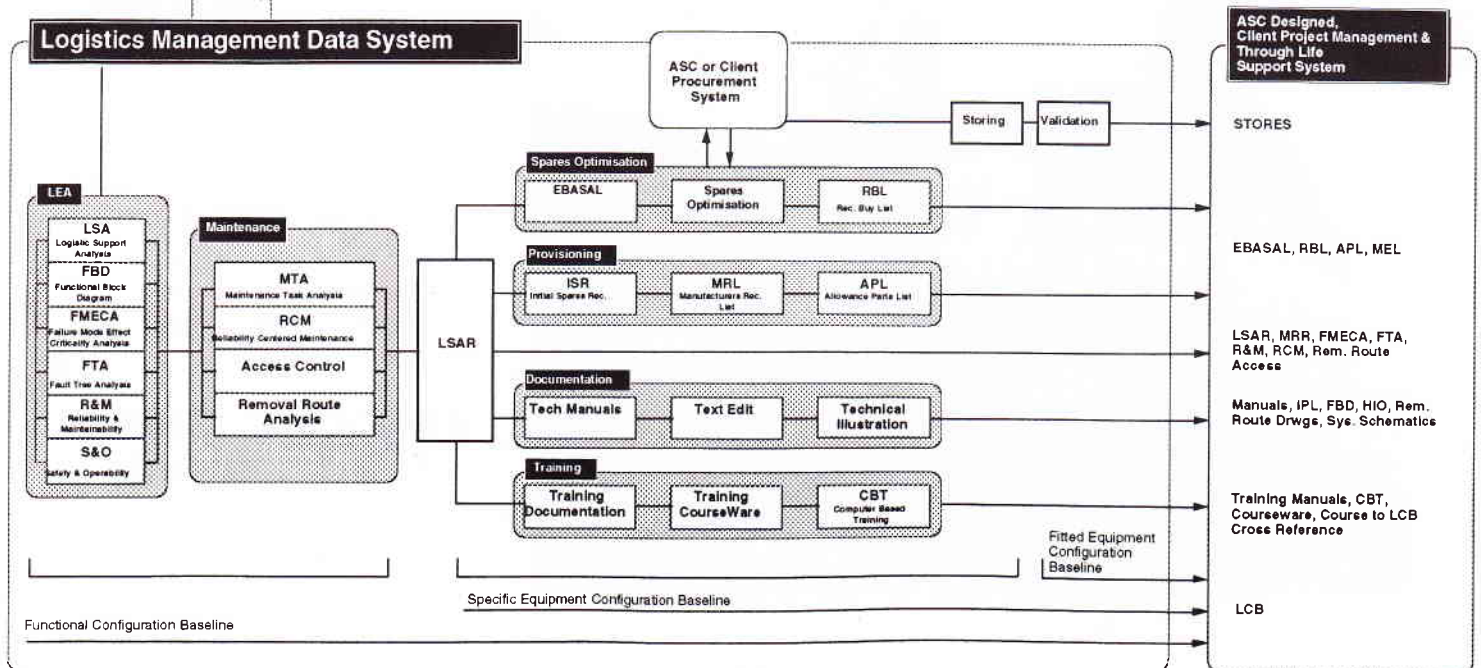 Logistics Management Data System
ASC Designed,
Client Project Management &
Through Life
Support System
ASC or Client
Procurement
System
Storing
Validation
STORES
Spares Optimisation
EBASAL
Spares
Optimisation
RBL
Rec. Buy List
EBASAL, RBL, APL, MEL
LEA
LSA
Logistic Support
Analysis
FBD
Functional Block
Diagram
FMECA
Failure Mode Effect
Criticality Analysis
FTA
Fault Tree Analysis
R&M
Reliability &
Maintainability
S&O
Safety & Operability
Maintenance
MTA
Maintenance Task Analysis
RCM
Reliability Centered Maintenance
Access Control
Removal Route
Analysis
LSAR
Provisioning
ISR
Initial Spares Rec.
MRL
Manufacturers Rec.
List
APL
Allowance Parts List
LSAR, MRR, FMECA, FTA,
R&M, RCM, Rem. Route
Access
Documentation
Tech Manuals
Text Edit
Technical
Illustration
Manuals, IPL, FBD, HIO, Rem.
Route Drwgs, Sys. Schematics
Training
Training
Documentation
Training
CourseWare
CBT
Computer Based
Training
Training Manuals, CBT,
Courseware, Course to LCB
Cross Reference
Fitted Equipment
Configuration
Baseline
Specific Equipment Configuration Baseline
LCB
Functional Configuration Baseline